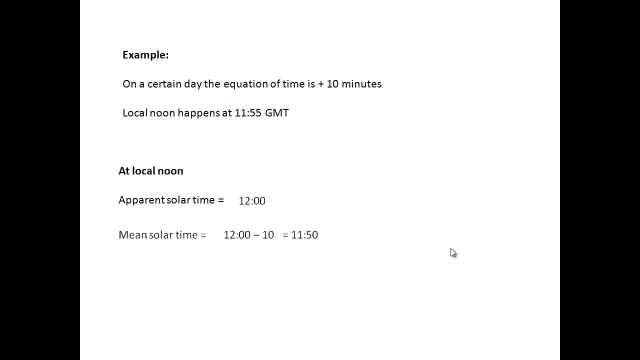 Example:
On a certain day the equation of time is + 10 minutes
Local noon happens at 11:55 GMT
At local noon
Apparent solar time = 12:00
Mean solar time = 12:00 – 10 = 11:50